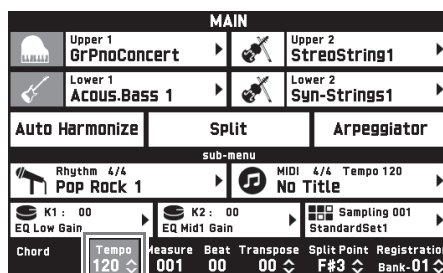 MAIN
Upper 1
GrPnoConcert
Upper 2
StreoString1
Lower 1
Acous.Bass 1
Lower 2
Syn-Strings1
Auto Harmonize
Split
Arpeggiator
sub-menu
Rhythm 4/4
Pop Rock 1
MIDI 4/4 Tempo 120
No Title
K1: 00
EQ Low Gain
K2: 00
EQ Mid1 Gain
Sampling 001
StandardSet1
Chord Tempo Measure Beat Transpose Split Point Registratio
120 001 00 00 F#3 Bank-01